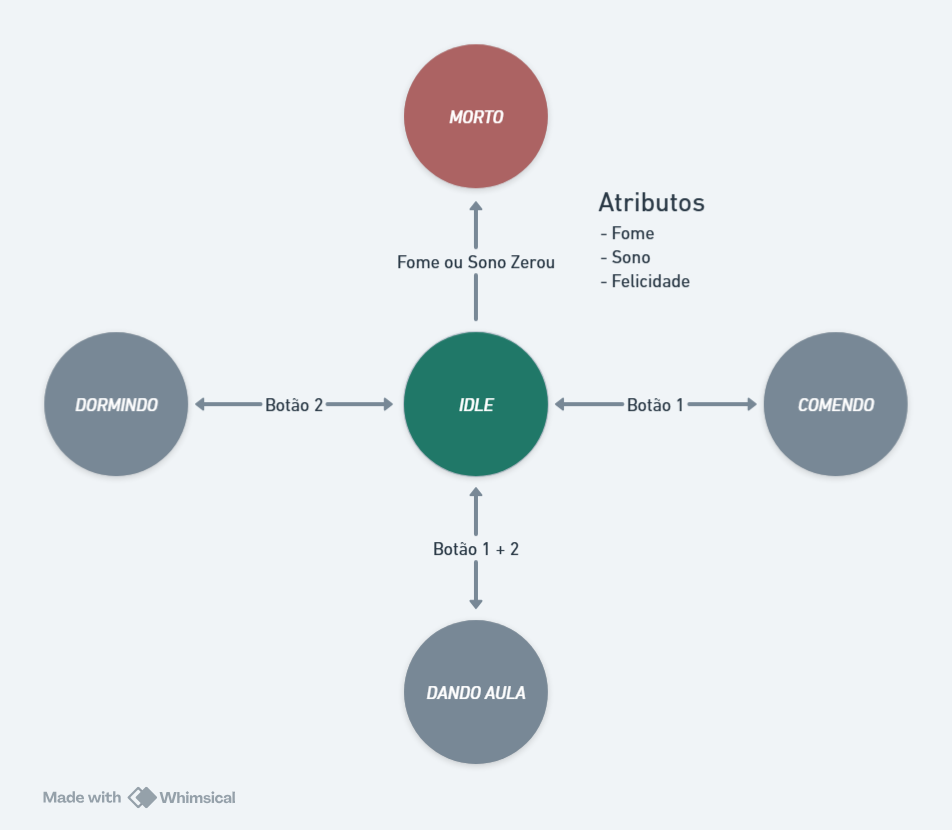 MORTO
Atributos
- Fome
- Sono
- Felicidade
Fome ou Sono Zerou
DORMINDO
Botão 2
IDLE
Botão 1
COMENDO
Botão 1 + 2
DANDO AULA
Made with Whimsical